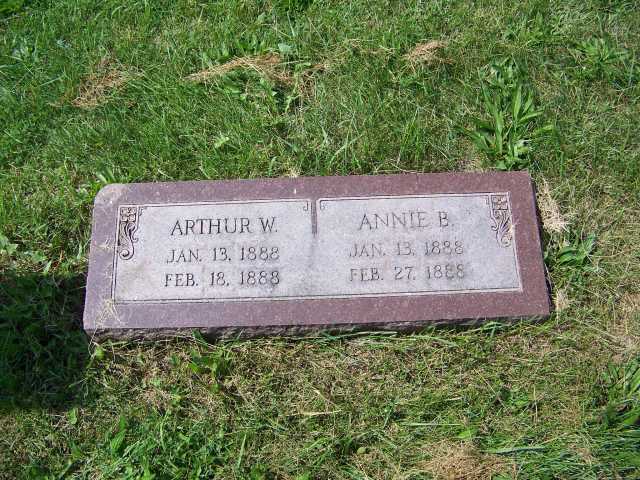 ARTHUR W.
JAN. 13, 1888
FEB. 18, 1888
ANNIE B.
JAN. 13, 1888
FEB. 27, 1888